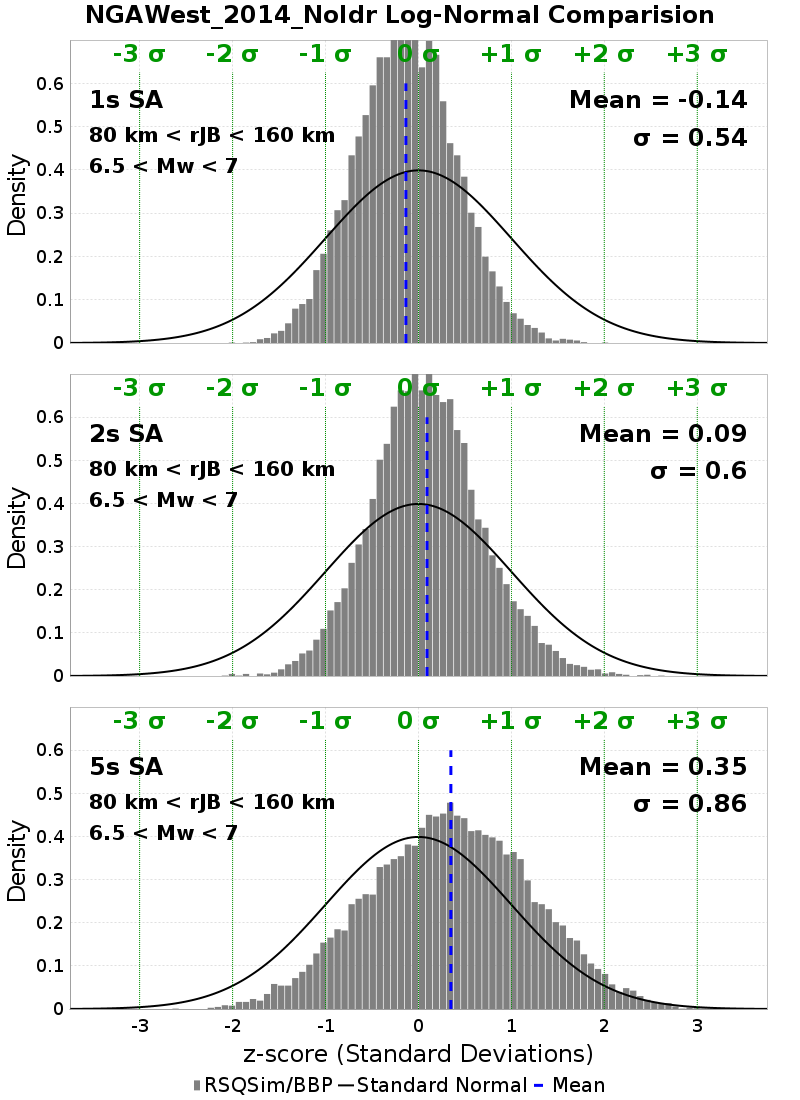 NGAWest_2014_NoIdr Log-Normal Comparision
-3 σ -2 σ -1 σ 0 σ +1 σ +2 σ +3 σ
1s SA
Mean = -0.14
80 km < rJB < 160 km
σ = 0.54
6.5 < Mw < 7
Density
0.6
0.5
0.4
0.3
0.2
0.1
0
-3 σ -2 σ -1 σ 0 σ +1 σ +2 σ +3 σ
2s SA
Mean = 0.09
80 km < rJB < 160 km
σ = 0.6
6.5 < Mw < 7
Density
0.6
0.5
0.4
0.3
0.2
0.1
0
-3 σ -2 σ -1 σ 0 σ +1 σ +2 σ +3 σ
5s SA
Mean = 0.35
80 km < rJB < 160 km
σ = 0.86
6.5 < Mw < 7
Density
0.6
0.5
0.4
0.3
0.2
0.1
0
-3 -2 -1 0 1 2 3
z-score (Standard Deviations)
RSQSim/BBP Standard Normal Mean